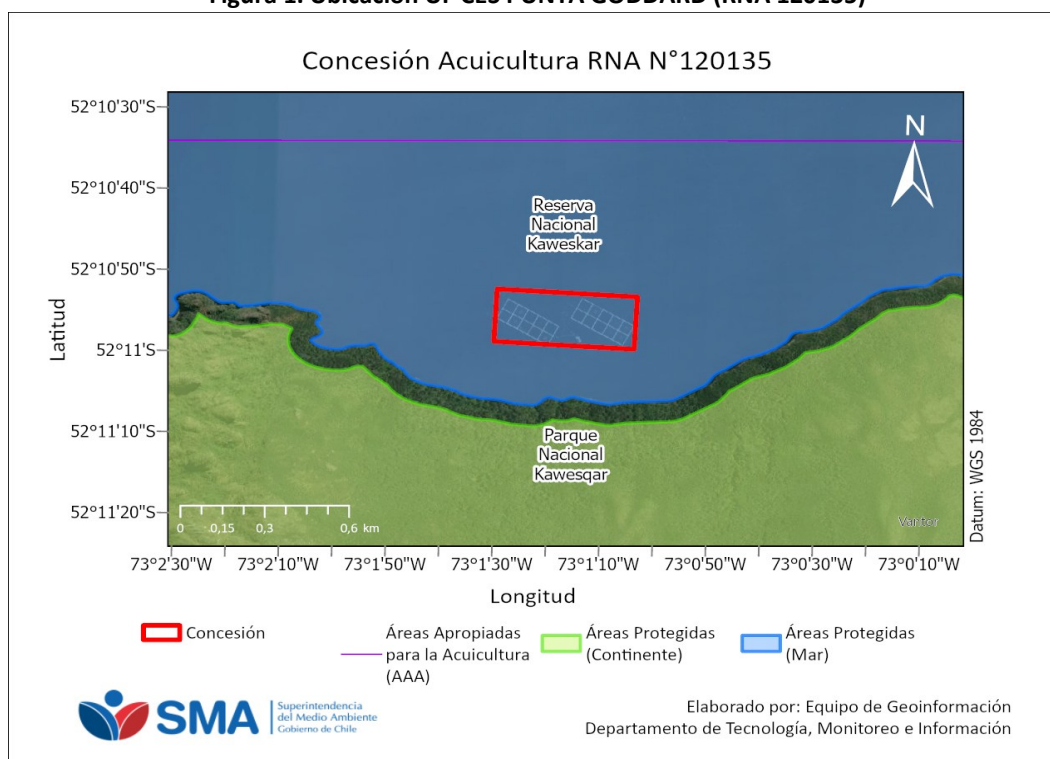 Figura 1. Ubicación UF CES PUNTA GODDARD (RNA 120135)
Concesión Acuicultura RNA N°120135
52°10'30"S
52°10'40"S
52°10'50"S
52°11'S
52°11'10"S
52°11'20"S
Latitud
N
Reserva
Nacional
Kaweskar
Parque
Nacional
Kawesqar
Datum: WGS 1984
0 0,15 0,3 0,6 km
Vantor
73°2'30"W 73°2'10"W 73°1'50"W 73°1'30"W 73°1'10"W 73°0'50"W 73°0'30"W 73°0'10"W
Longitud
Concesión
Áreas Apropiadas
para la Acuicultura
(AAA)
Áreas Protegidas
(Continente)
Áreas Protegidas
(Mar)
SMA
Superintendencia
del Medio Ambiente
Gobierno de Chile
Elaborado por: Equipo de Geoinformación
Departamento de Tecnología, Monitoreo e Información